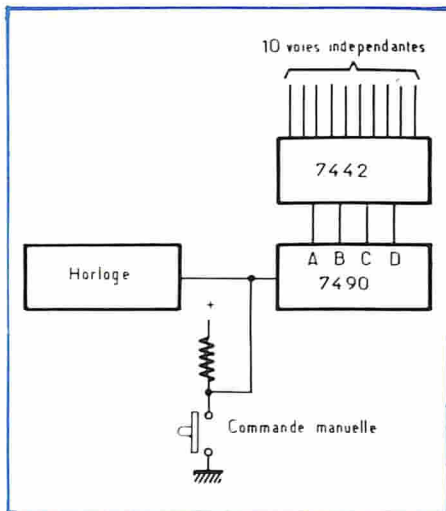 10 voies independantes
7442
A B C D
7490
Horloge
+
Commande manuelle